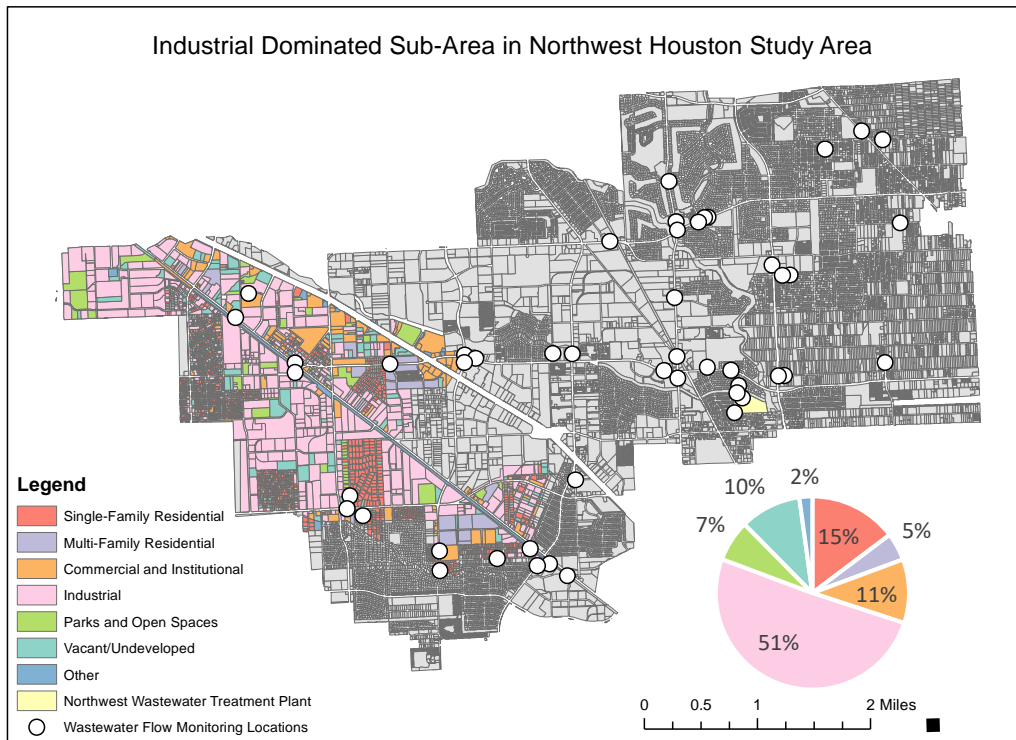 Industrial Dominated Sub-Area in Northwest Houston Study Area
Legend
Single-Family Residential
Multi-Family Residential
Commercial and Institutional
Industrial
Parks and Open Spaces
Vacant/Undeveloped
Other
Northwest Wastewater Treatment Plant
Wastewater Flow Monitoring Locations
2%
10%
15%
5%
7%
11%
51%
0 0.5 1 2 Miles